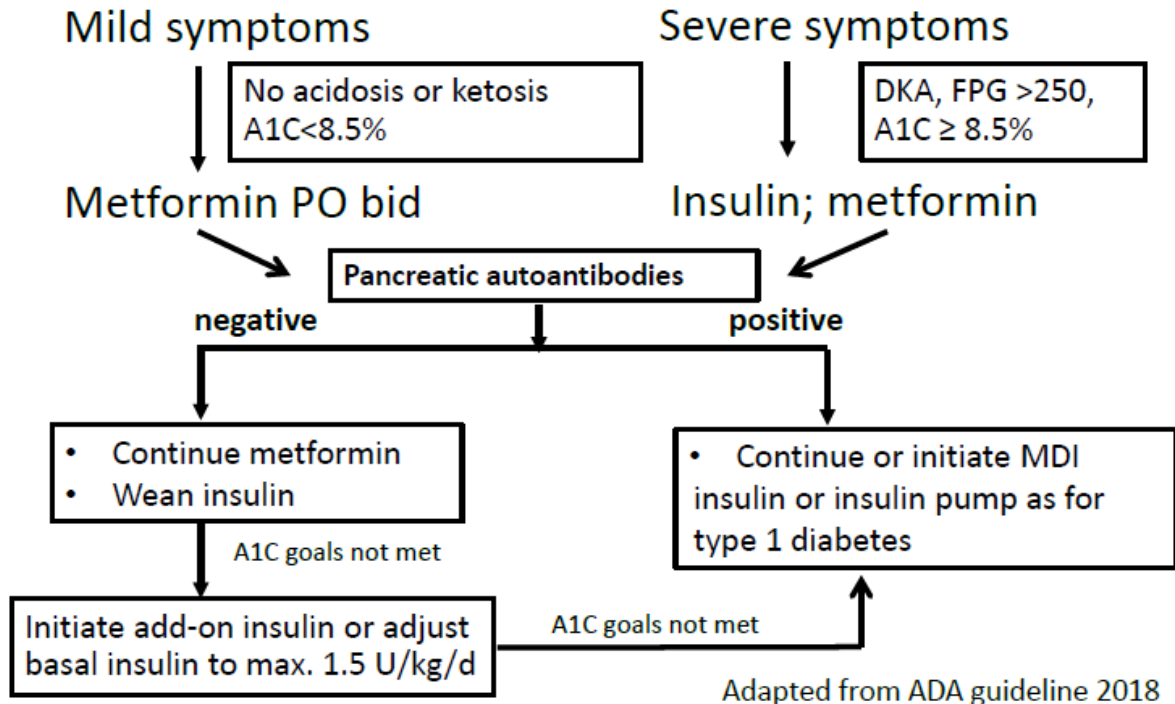 Mild symptoms
Severe symptoms
No acidosis or ketosis
A1C<8.5%
DKA, FPG >250,
A1C ≥ 8.5%
Metformin PO bid
Insulin; metformin
Pancreatic autoantibodies
negative
positive
• Continue metformin
• Wean insulin
• Continue or initiate MDI
insulin or insulin pump as for
type 1 diabetes
A1C goals not met
Initiate add-on insulin or adjust
basal insulin to max. 1.5 U/kg/d
A1C goals not met
Adapted from ADA guideline 2018